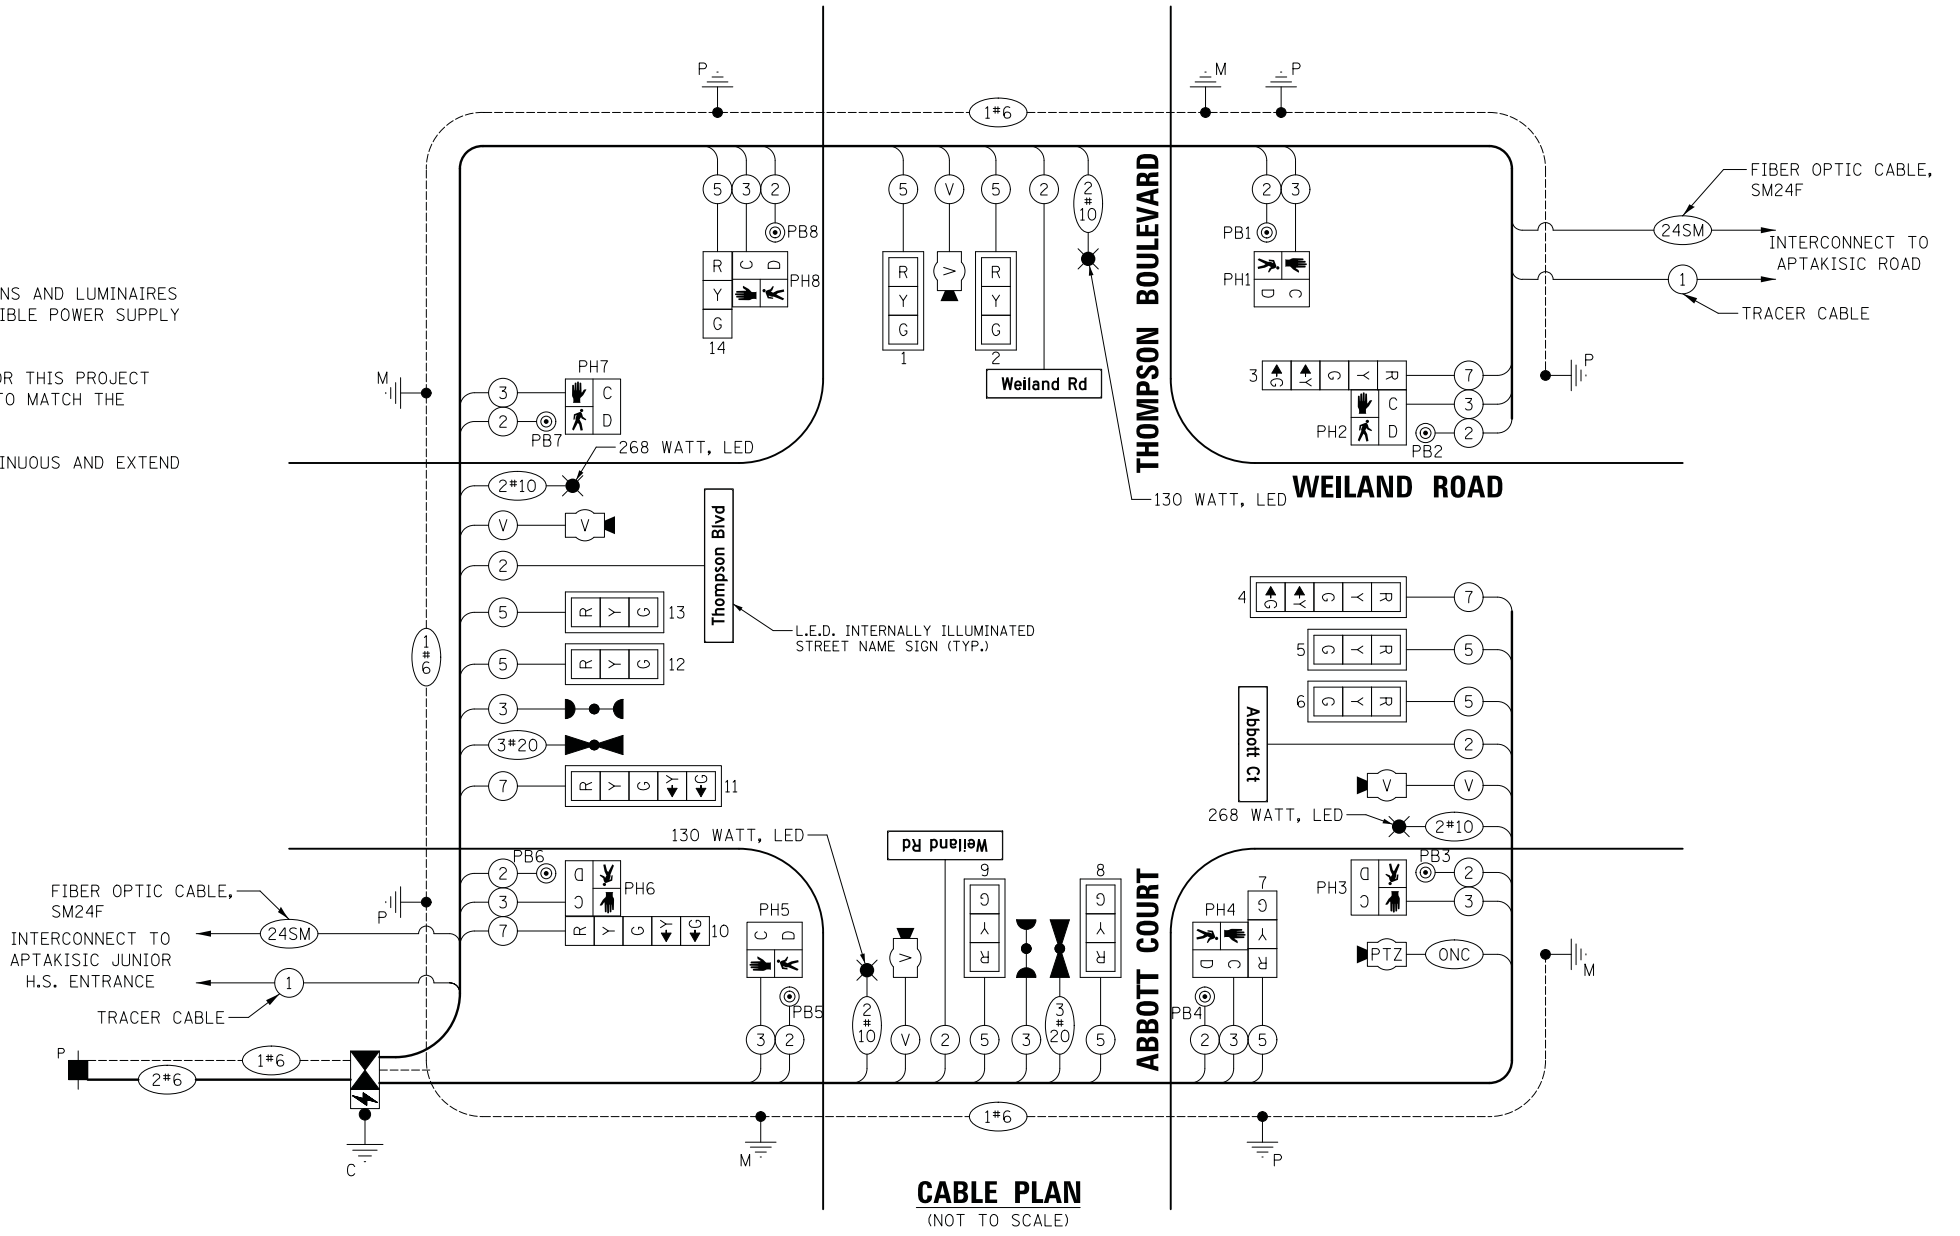 P
M
P
1#6
5
3
2
5
V
5
2
2
#
10
2
3
FIBER OPTIC CABLE,
SM24F
24SM
INTERCONNECT TO
APTAKISIC ROAD
1
TRACER CABLE
PB8
PB1
R
Y
G
14
C
D
PH8
R
Y
G
1
V
R
Y
G
2
Weiland Rd
THOMPSON BOULEVARD
PH1
D
C
NS AND LUMINAIRES
IBLE POWER SUPPLY
OR THIS PROJECT
TO MATCH THE
INUOUS AND EXTEND
M
3
2
PB7
PH7
C
D
3
G
Y
G
Y
R
7
P
C
3
PH2
D
PB2
2
268 WATT, LED
2#10
130 WATT, LED
WEILAND ROAD
V
V
2
Thompson Blvd
L.E.D. INTERNALLY ILLUMINATED
STREET NAME SIGN (TYP.)
5
R
Y
G
13
5
R
Y
G
12
1
#
6
3
3#20
7
R
Y
G
Y
G
11
4
G
Y
G
Y
R
7
5
G
Y
R
5
6
G
Y
R
5
Abbott Ct
2
V
V
268 WATT, LED
2#10
130 WATT, LED
Weiland Rd
2
PB6
D
C
PH6
3
7
R
Y
G
Y
G
10
P
FIBER OPTIC CABLE,
SM24F
24SM
INTERCONNECT TO
APTAKISIC JUNIOR
H.S. ENTRANCE
1
TRACER CABLE
PH5
C
D
PB5
3
2
V
2
#
10
V
2
9
G
Y
R
5
3
3
#
20
8
G
Y
R
5
ABBOTT COURT
7
G
Y
R
PH4
D
C
PB4
2
3
5
PH3
D
C
PB3
2
3
PTZ
ONC
M
P
1#6
2#6
C
M
1#6
P
CABLE PLAN
(NOT TO SCALE)